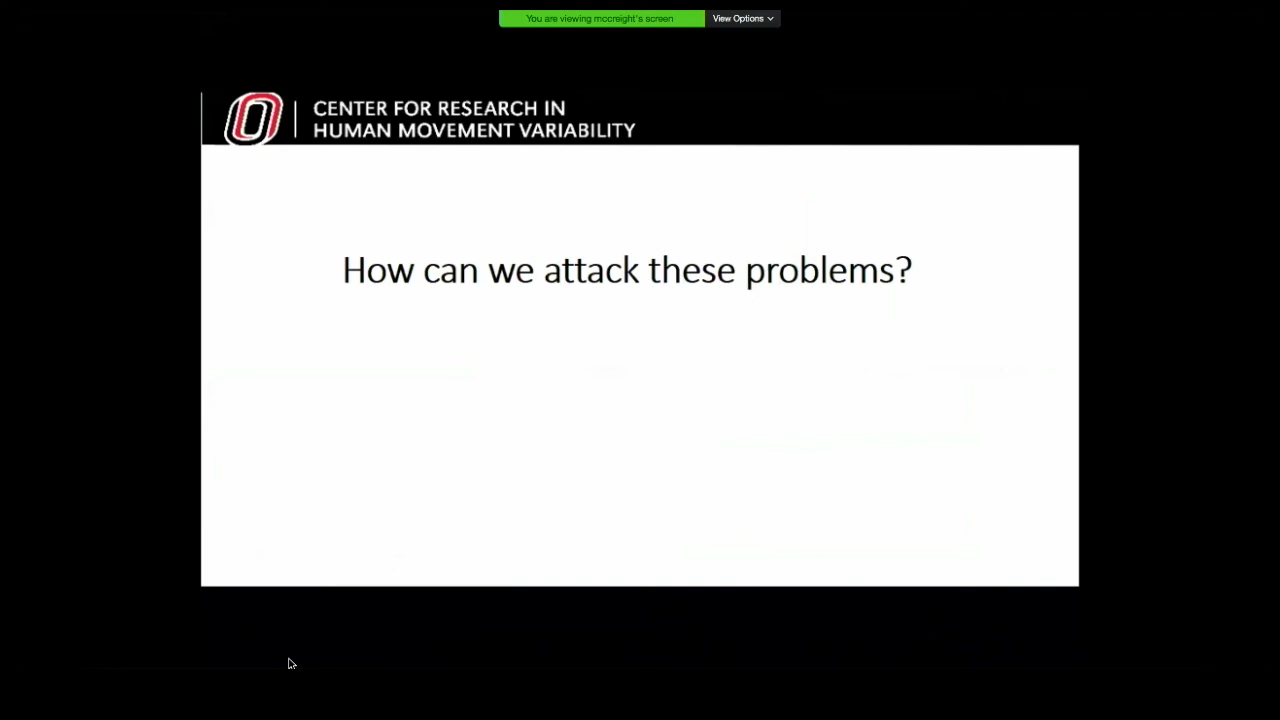 You are viewing mccreight's screen View Options
CENTER FOR RESEARCH IN
HUMAN MOVEMENT VARIABILITY
How can we attack these problems?